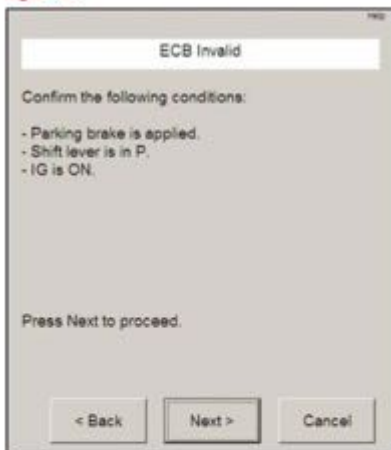 Help
ECB Invalid
Confirm the following conditions:
- Parking brake is applied.
- Shift lever is in P.
- IG is ON.
Press Next to proceed.
< Back Next > Cancel